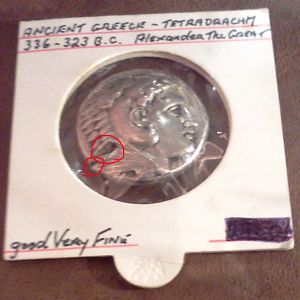 ANCIENT GREECE - TETRADRACHM
336-323 B.C. Alexander The Great
good Very Fine